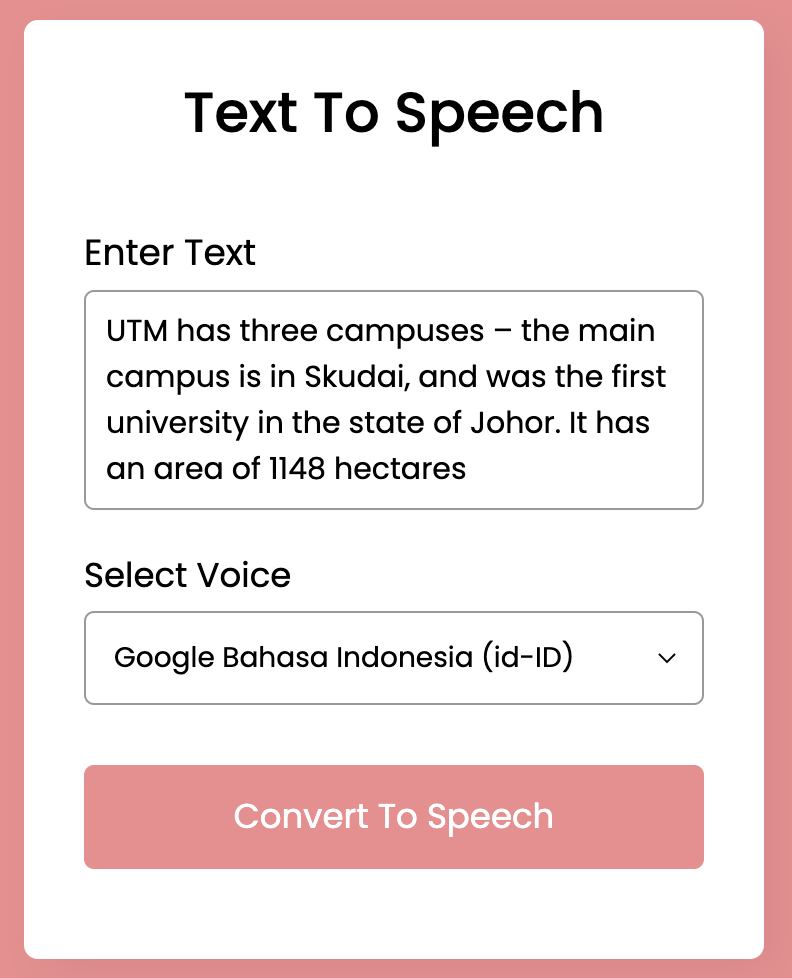 Text To Speech
Enter Text
UTM has three campuses – the main
campus is in Skudai, and was the first
university in the state of Johor. It has
an area of 1148 hectares
Select Voice
Google Bahasa Indonesia (id-ID)
Convert To Speech